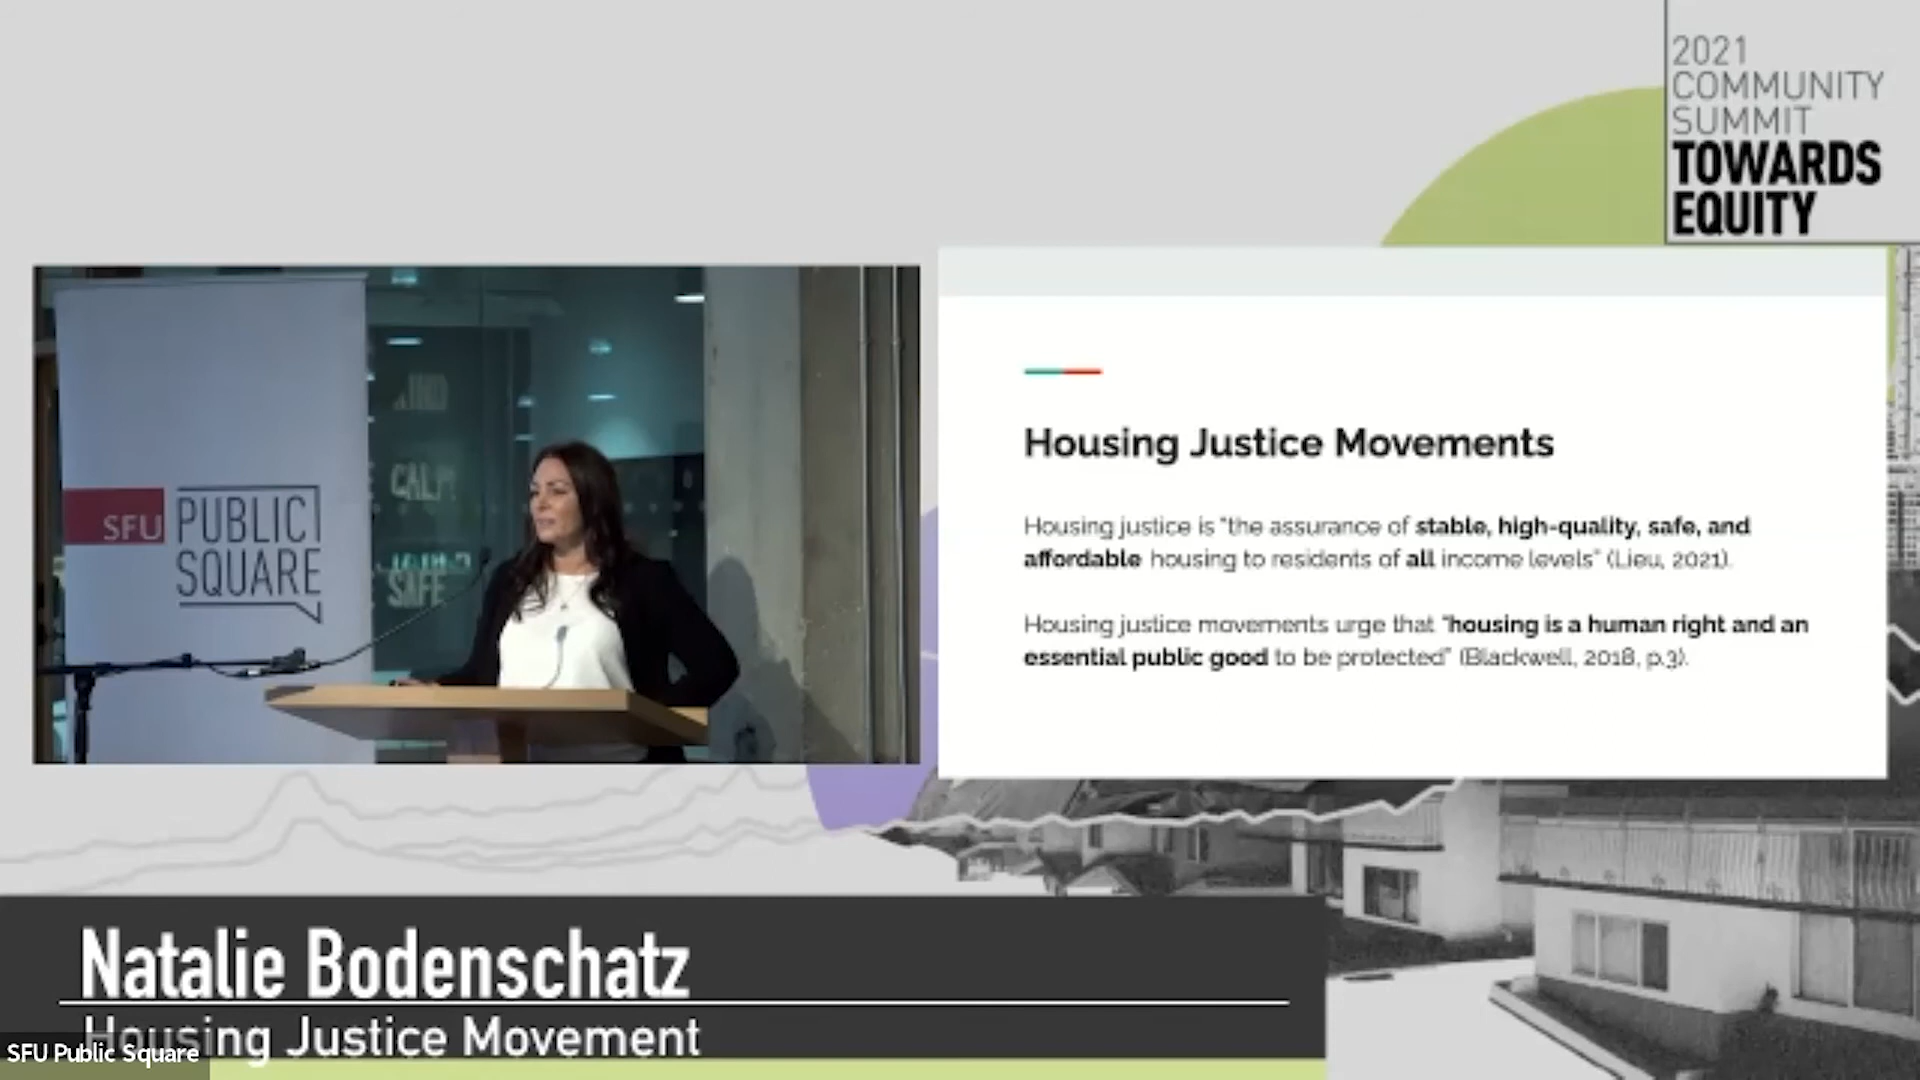 2021
COMMUNITY
SUMMIT
TOWARDS
EQUITY
CALM
SAFE
SFU
PUBLIC
SQUARE
Housing Justice Movements
Housing justice is "the assurance of stable, high-quality, safe, and
affordable housing to residents of all income levels" (Lieu, 2021).
Housing justice movements urge that "housing is a human right and an
essential public good to be protected" (Blackwell, 2018, p.3).
Natalie Bodenschatz
Housing Justice Movement
SFU Public Square